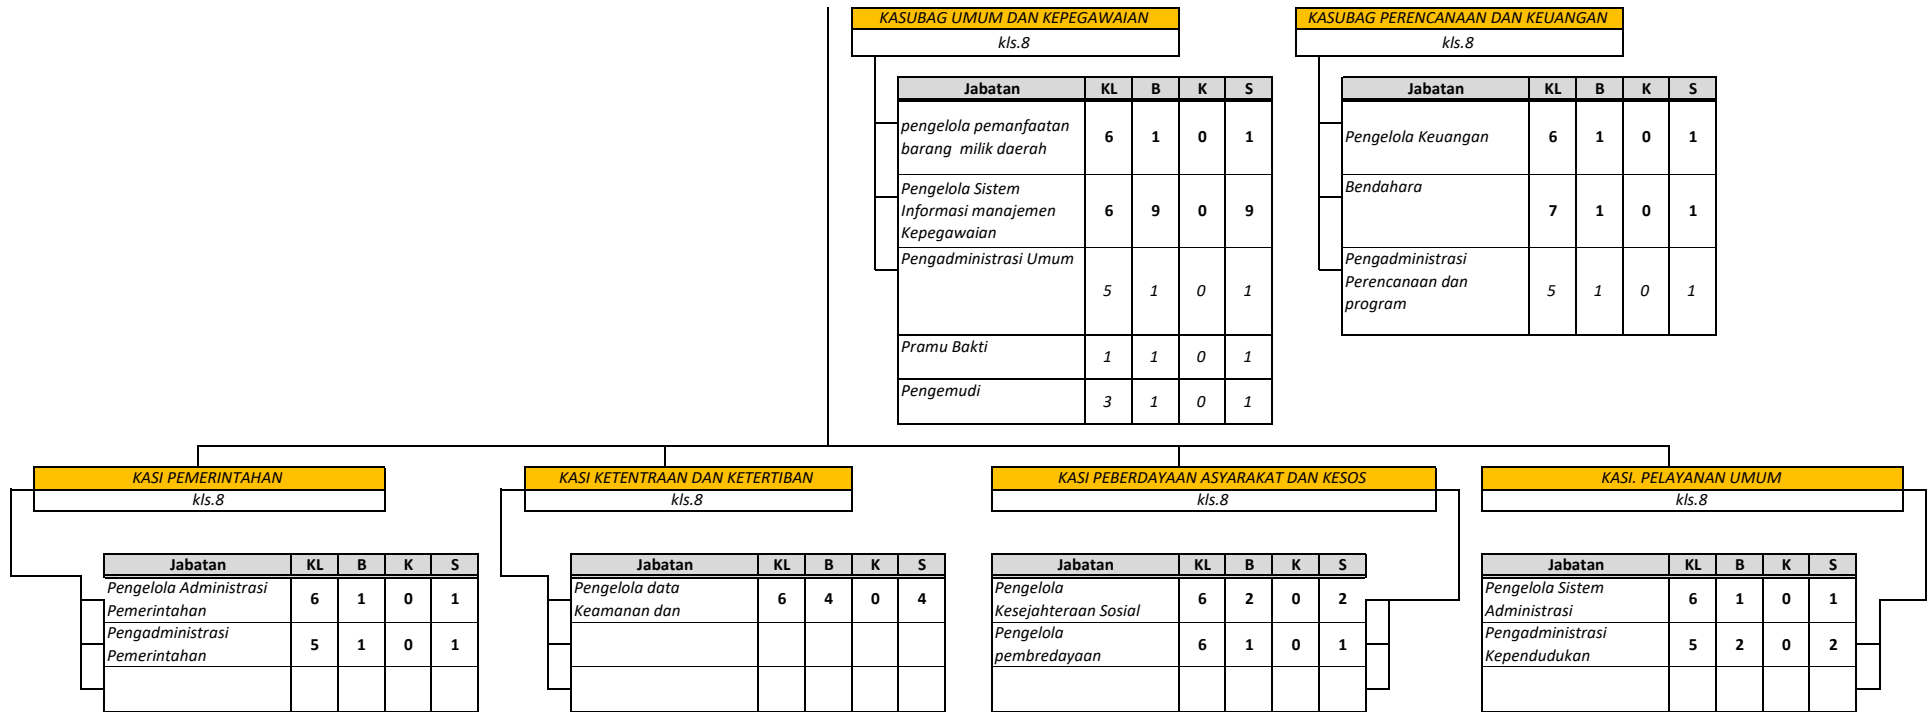 KASUBAG UMUM DAN KEPEGAWAIAN
kls.8
Jabatan KL B K S
pengelola pemanfaatan
barang milik daerah
6 1 0 1
Pengelola Sistem
Informasi manajemen
Kepegawaian
6 9 0 9
Pengadministrasi Umum
5 1 0 1
Pramu Bakti
1 1 0 1
Pengemudi
3 1 0 1
KASUBAG PERENCANAAN DAN KEUANGAN
kls.8
Jabatan KL B K S
Pengelola Keuangan 6 1 0 1
Bendahara
7 1 0 1
Pengadministrasi
Perencanaan dan
program
5 1 0 1
KASI PEMERINTAHAN
kls.8
Jabatan KL B K S
Pengelola Administrasi
Pemerintahan
6 1 0 1
Pengadministrasi
Pemerintahan
5 1 0 1
KASI KETENTRAAN DAN KETERTIBAN
kls.8
Jabatan KL B K S
Pengelola data
Keamanan dan
6 4 0 4
KASI PEBERDAYAAN ASYARAKAT DAN KESOS
kls.8
Jabatan KL B K S
Pengelola
Kesejahteraan Sosial
6 2 0 2
Pengelola
pembredayaan
6 1 0 1
KASI. PELAYANAN UMUM
kls.8
Jabatan KL B K S
Pengelola Sistem
Administrasi
6 1 0 1
Pengadministrasi
Kependudukan
5 2 0 2